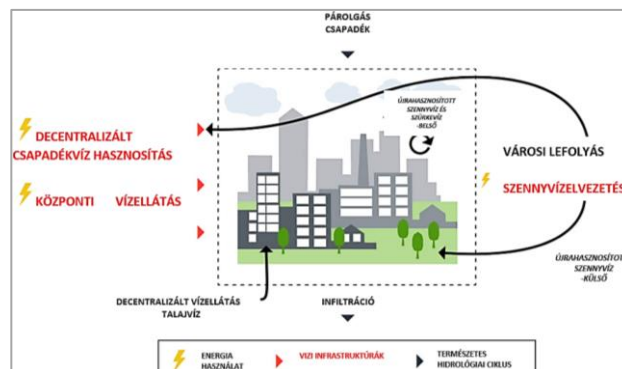 PÁROLGÁS
CSAPADÉK
ÚJRAHASZNOSÍTOTT
SZENNYVÍZ ÉS
SZÜRKEVÍZ
-BELSŐ
DECENTRALIZÁLT
CSAPADÉKVÍZ HASZNOSÍTÁS
KÖZPONTI VÍZELLÁTÁS
VÁROSI LEFOLYÁS
SZENNYVÍZELVEZETÉS
ÚJRAHASZNOSÍTOTT
SZENNYVÍZ
-KÜLSŐ
DECENTRALIZÁLT VÍZELLÁTÁS
TALAJVÍZ
INFILTRÁCIÓ
ENERGIA
HASZNÁLAT
VIZI INFRASTRUKTÚRÁK
TERMÉSZETES
HIDROLÓGIAI CIKLUS